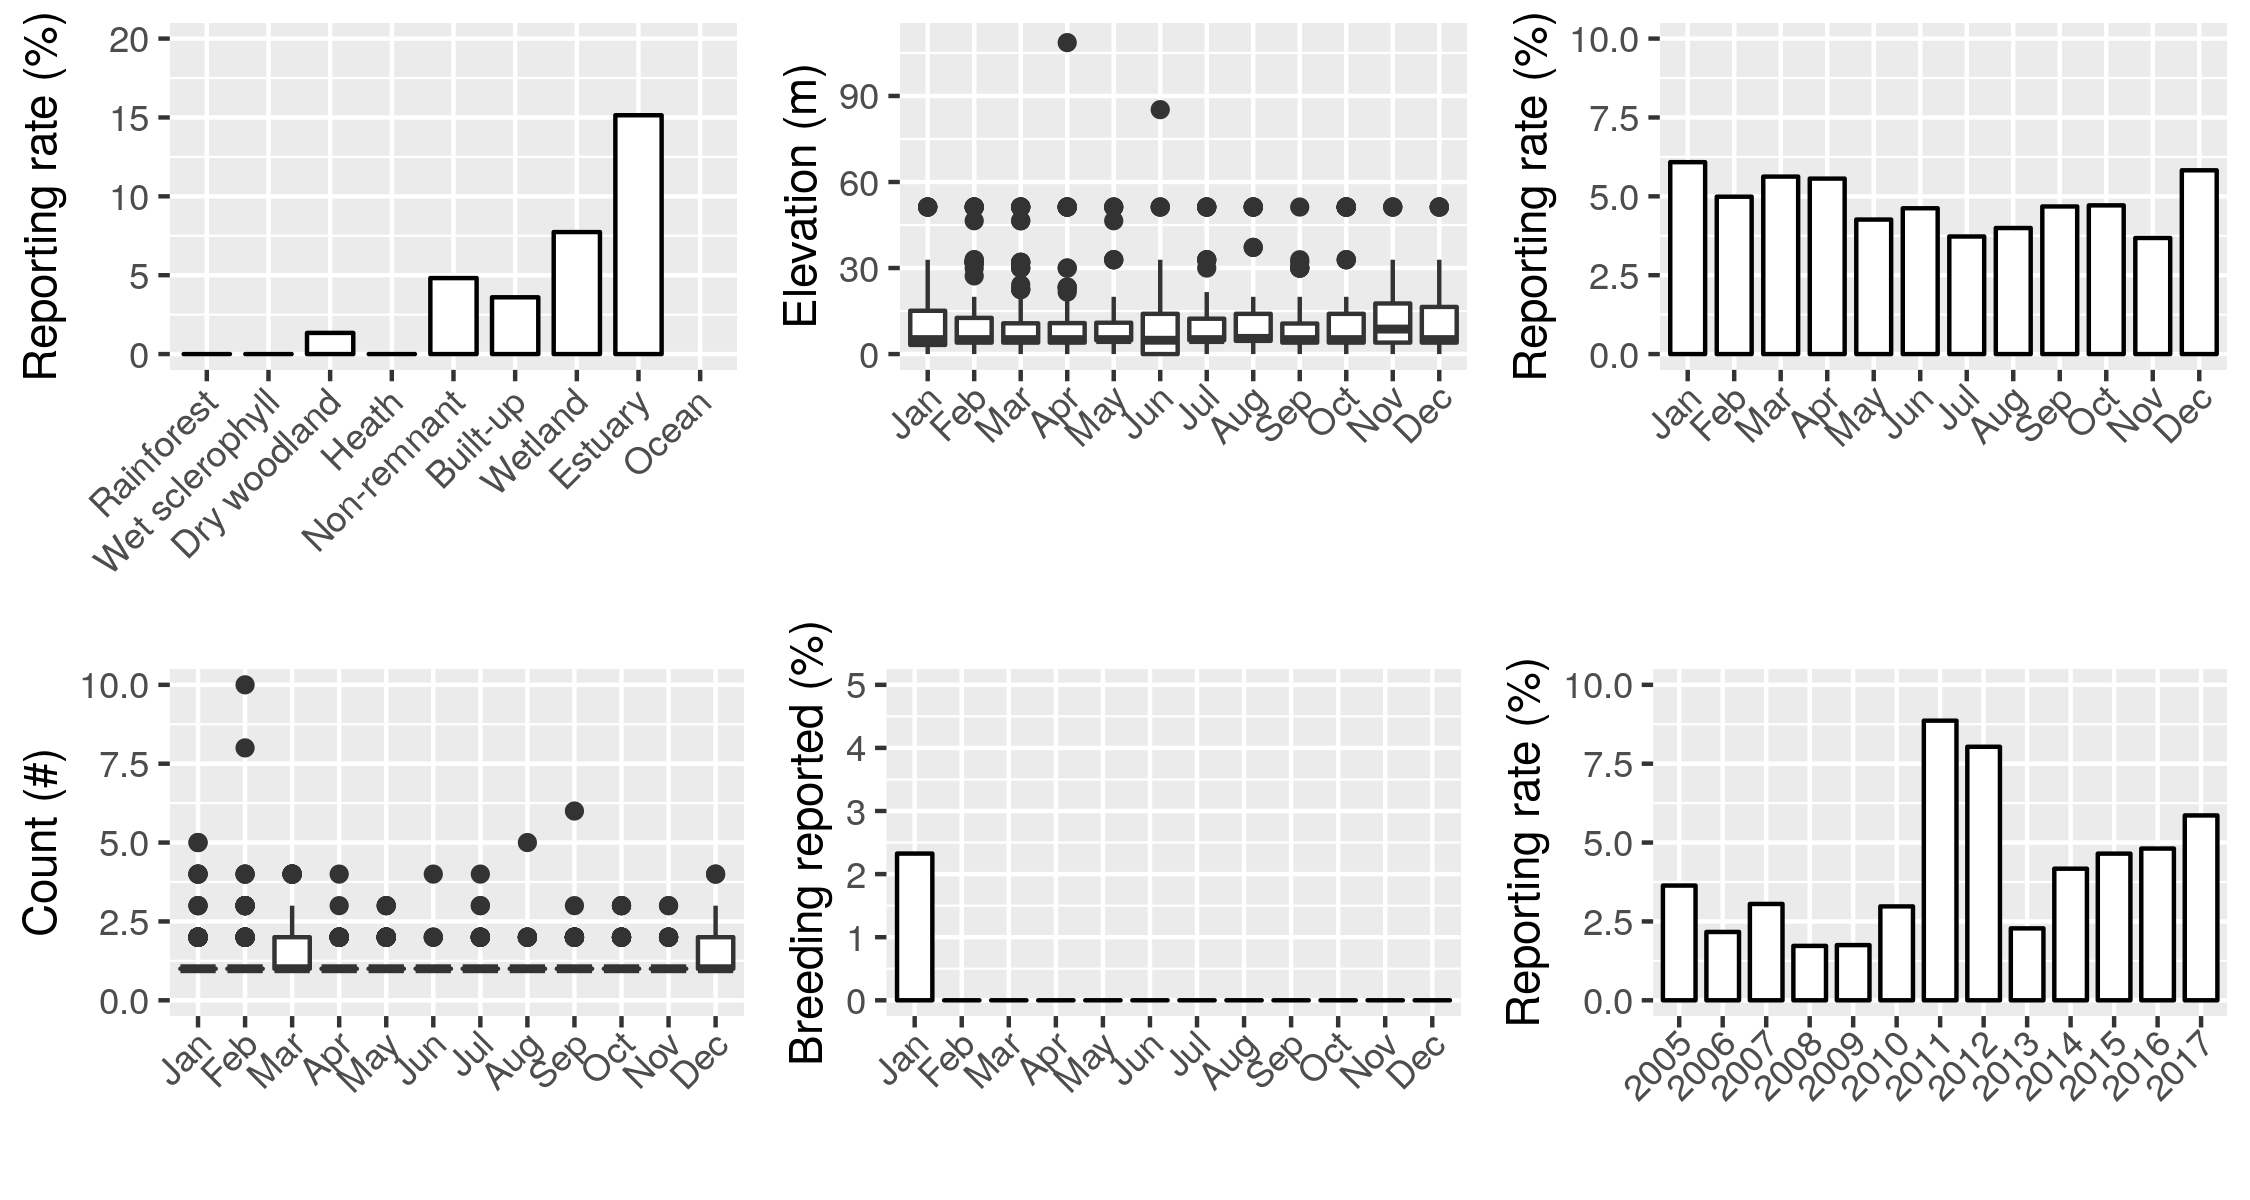 Reporting rate (%)
20
15
10
5
0
Rainforest
Wet sclerophyll
Dry woodland
Heath
Non-remnant
Built-up
Wetland
Estuary
Ocean
Elevation (m)
90
60
30
0
Jan
Feb
Mar
Apr
May
Jun
Jul
Aug
Sep
Oct
Nov
Dec
Reporting rate (%)
10.0
7.5
5.0
2.5
0.0
Jan
Feb
Mar
Apr
May
Jun
Jul
Aug
Sep
Oct
Nov
Dec
Count (#)
10.0
7.5
5.0
2.5
0.0
Jan
Feb
Mar
Apr
May
Jun
Jul
Aug
Sep
Oct
Nov
Dec
Breeding reported (%)
5
4
3
2
1
0
Jan
Feb
Mar
Apr
May
Jun
Jul
Aug
Sep
Oct
Nov
Dec
Reporting rate (%)
10.0
7.5
5.0
2.5
0.0
2005
2006
2007
2008
2009
2010
2011
2012
2013
2014
2015
2016
2017